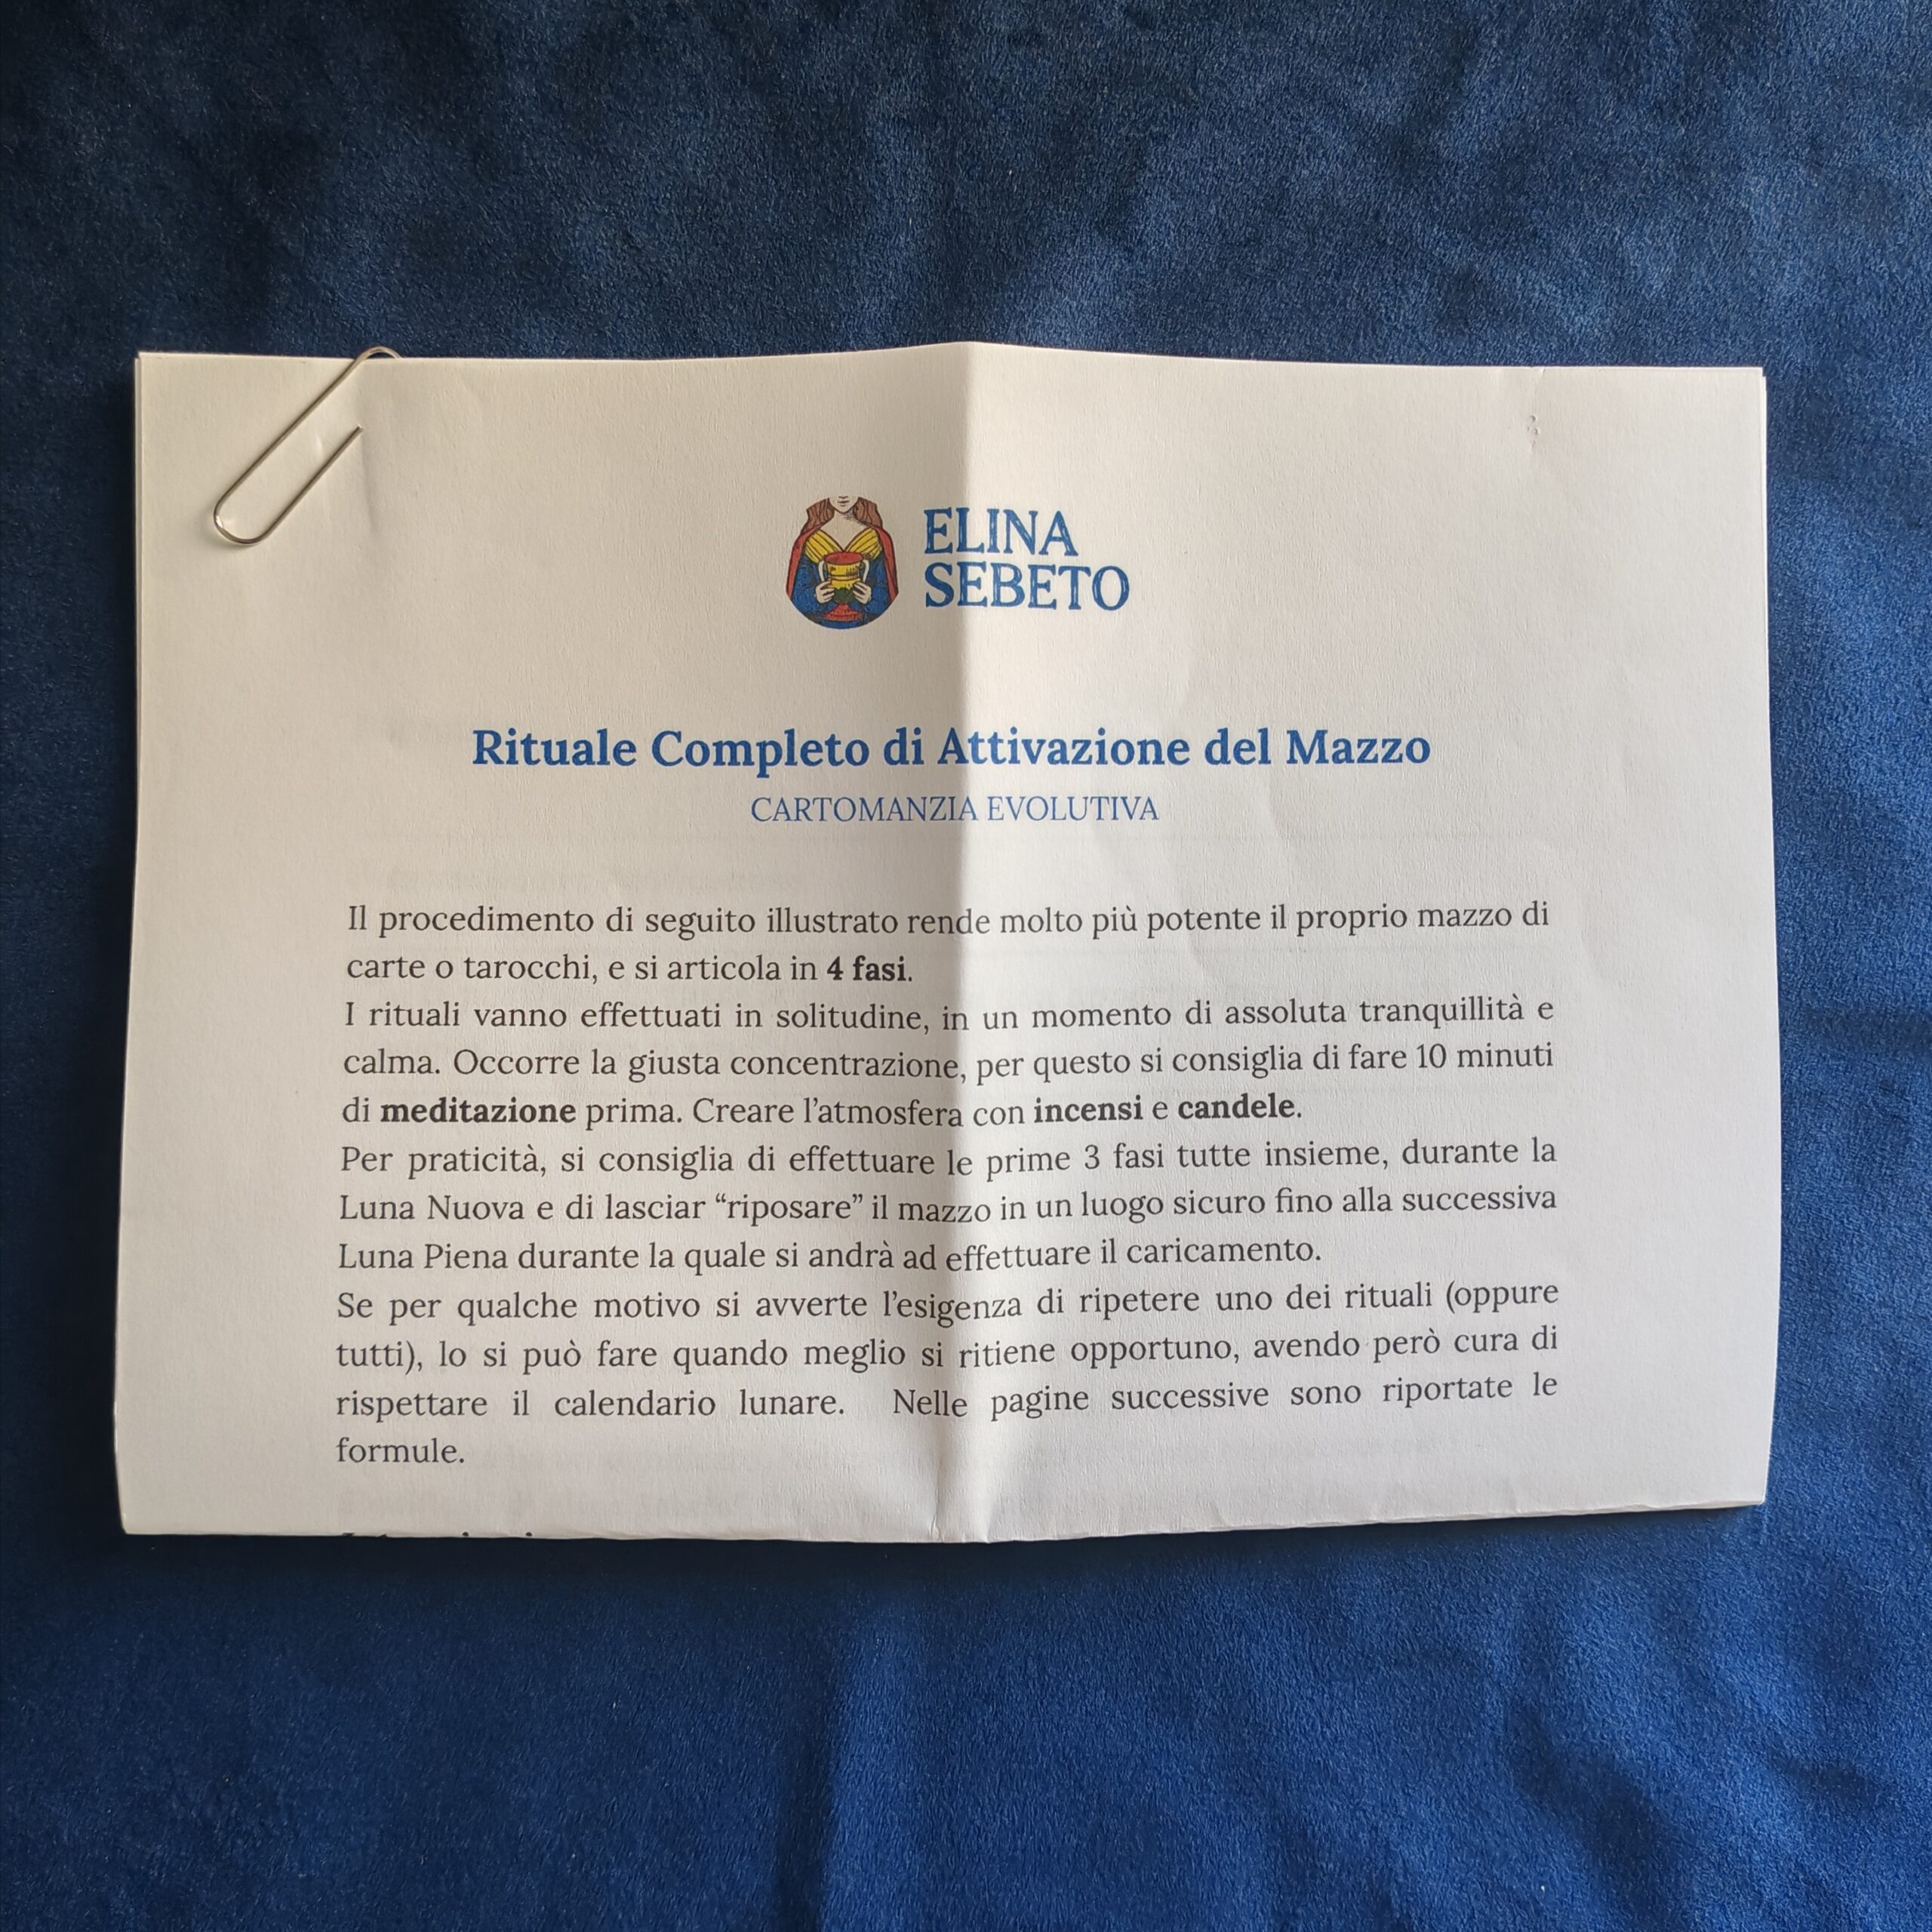 ELINA
SEBETO
Rituale Completo di Attivazione del Mazzo
CARTOMANZIA EVOLUTIVA
Il procedimento di seguito illustrato rende molto più potente il proprio mazzo di
carte o tarocchi, e si articola in 4 fasi.
I rituali vanno effettuati in solitudine, in un momento di assoluta tranquillità e
calma. Occorre la giusta concentrazione, per questo si consiglia di fare 10 minuti
di meditazione prima. Creare l’atmosfera con incensi e candele.
Per praticità, si consiglia di effettuare le prime 3 fasi tutte insieme, durante la
Luna Nuova e di lasciar “riposare” il mazzo in un luogo sicuro fino alla successiva
Luna Piena durante la quale si andrà ad effettuare il caricamento.
Se per qualche motivo si avverte l’esigenza di ripetere uno dei rituali (oppure
tutti), lo si può fare quando meglio si ritiene opportuno, avendo però cura di
rispettare il calendario lunare. Nelle pagine successive sono riportate le
formule.